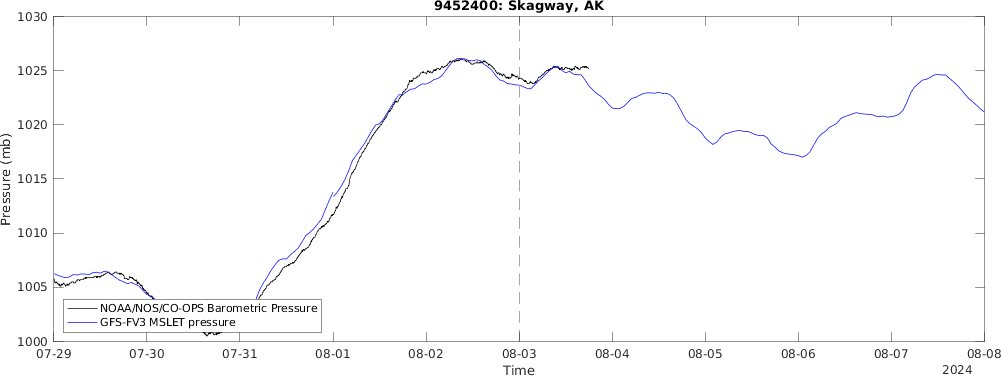 9452400: Skagway, AK
Pressure (mb)
1030
1025
1020
1015
1010
1005
1000
NOAA/NOS/CO-OPS Barometric Pressure
GFS-FV3 MSLET pressure
07-29 07-30 07-31 08-01 08-02 08-03 08-04 08-05 08-06 08-07 08-08
Time
2024